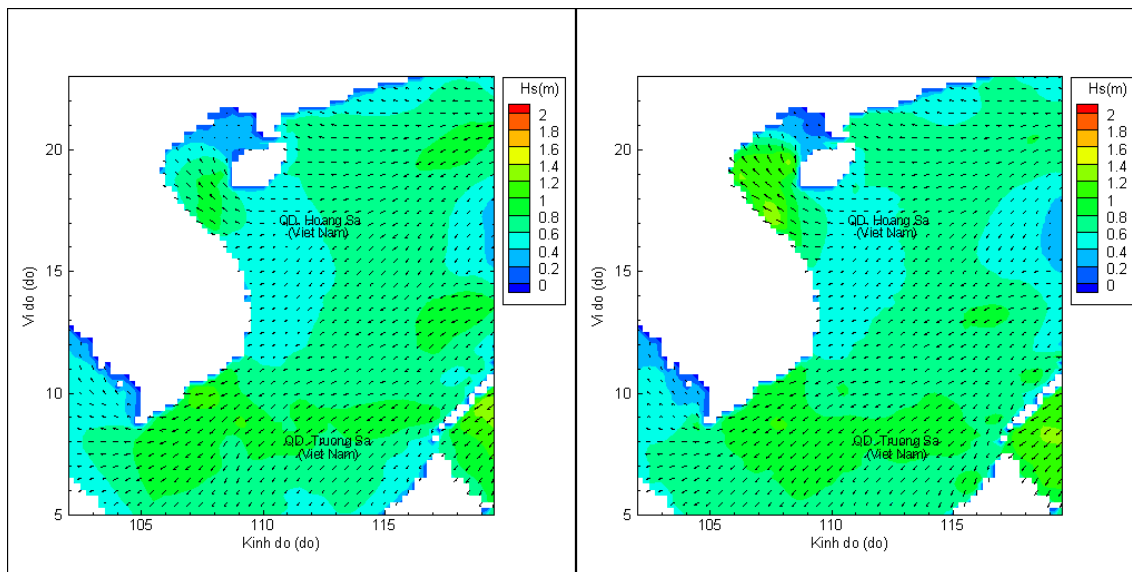 Hs(m)
2
1.8
1.6
1.4
1.2
1
0.8
0.6
0.4
0.2
0
20
15
10
5
Vi do (do)
QD. Hoang Sa
(Viet Nam)
QD. Truong Sa
(Viet Nam)
105
110
115
Kinh do (do)
Hs(m)
2
1.8
1.6
1.4
1.2
1
0.8
0.6
0.4
0.2
0
20
15
10
5
Vi do (do)
QD. Hoang Sa
(Viet Nam)
QD. Truong Sa
(Viet Nam)
105
110
115
Kinh do (do)